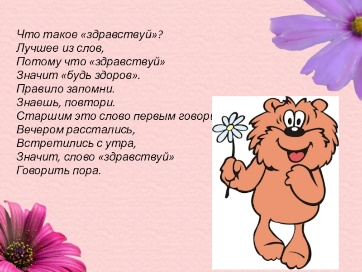 Что такое «здравствуй»?
Лучшее из слов,
Потому что «здравствуй»
Значит «будь здоров».
Правило запомни.
Знаешь, повтори.
Старшим это слово первым говори
Вечером расстались,
Встретились с утра,
Значит, слово «здравствуй»
Говорить пора.